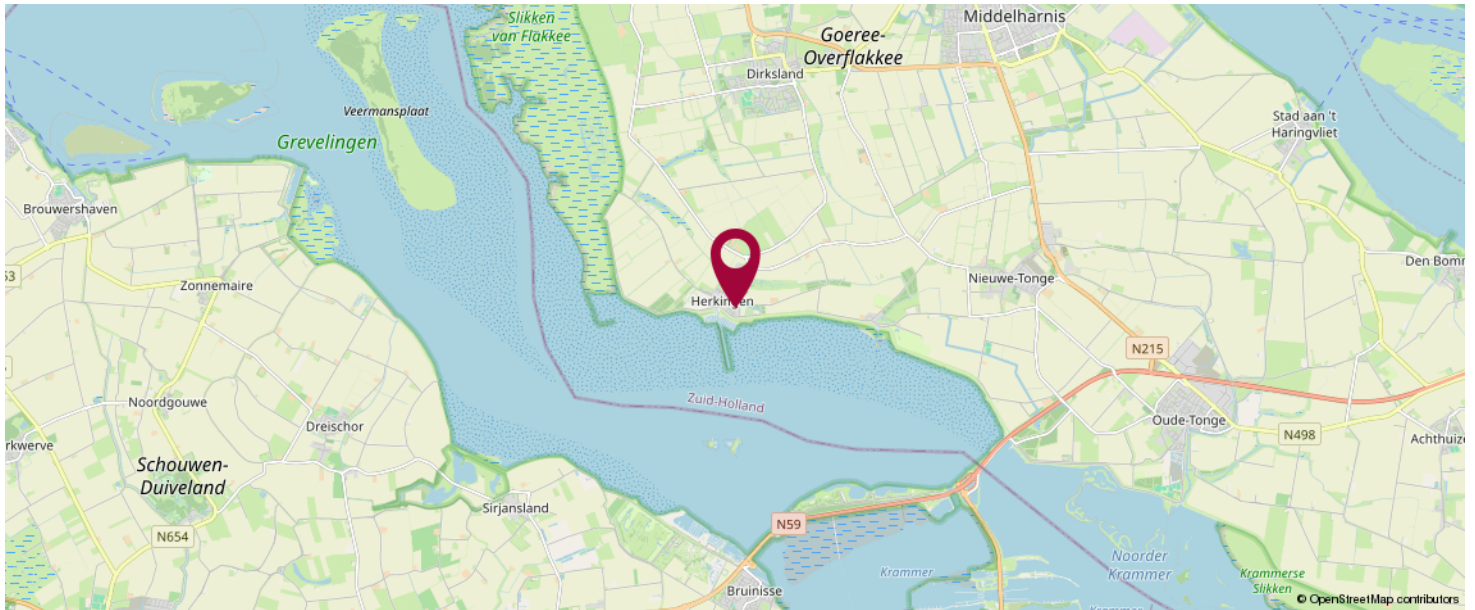 Slikken
van Flakkee
Middelharnis
Goeree-
Overflakkee
Dirksland
Veermansplaat
Grevelingen
Stad aan 't
Haringvliet
Brouwershaven
Den Bomm
53
Zonnemaire
Nieuwe-Tonge
Herkingen
N215
Zuid-Holland
Noordgouwe
Dreischor
Oude-Tonge
N498
Achthuize
rkwerve
Schouwen-
Duiveland
Sirjansland
N59
N654
Noorder
Krammer
Krammer
Krammerse
Slikken
Bruinisse
© OpenStreetMap contributors